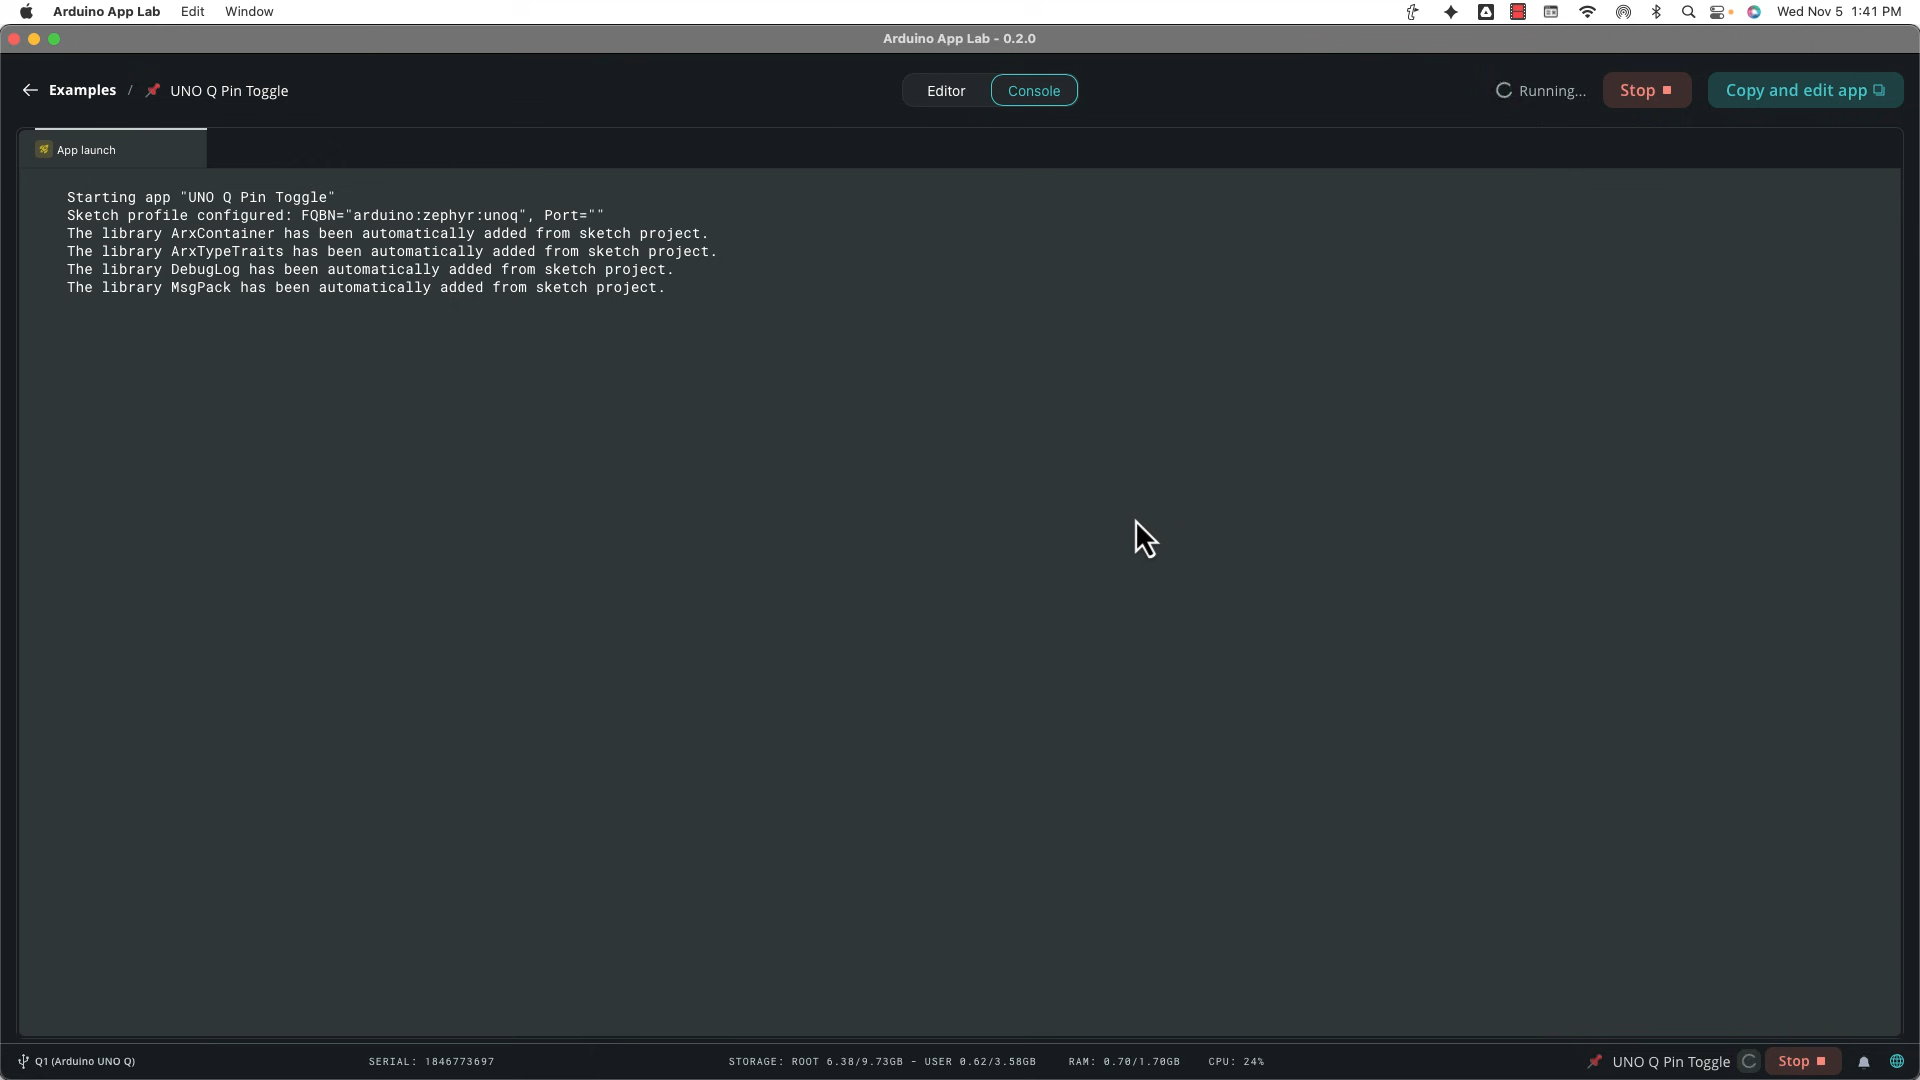 Arduino App Lab Edit Window Wed Nov 5 1:41 PM
Arduino App Lab - 0.2.0
Examples / UNO Q Pin Toggle Editor Console Running... Stop Copy and edit app
App launch
Starting app "UNO Q Pin Toggle"
Sketch profile configured: FQBN="arduino:zephyr:unoq", Port=""
The library ArxContainer has been automatically added from sketch project.
The library ArxTypeTraits has been automatically added from sketch project.
The library DebugLog has been automatically added from sketch project.
The library MsgPack has been automatically added from sketch project.
Q1 (Arduino UNO Q) SERIAL: 1846773697 STORAGE: ROOT 6.38/9.73GB - USER 0.62/3.58GB RAM: 0.70/1.70GB CPU: 24% UNO Q Pin Toggle Stop